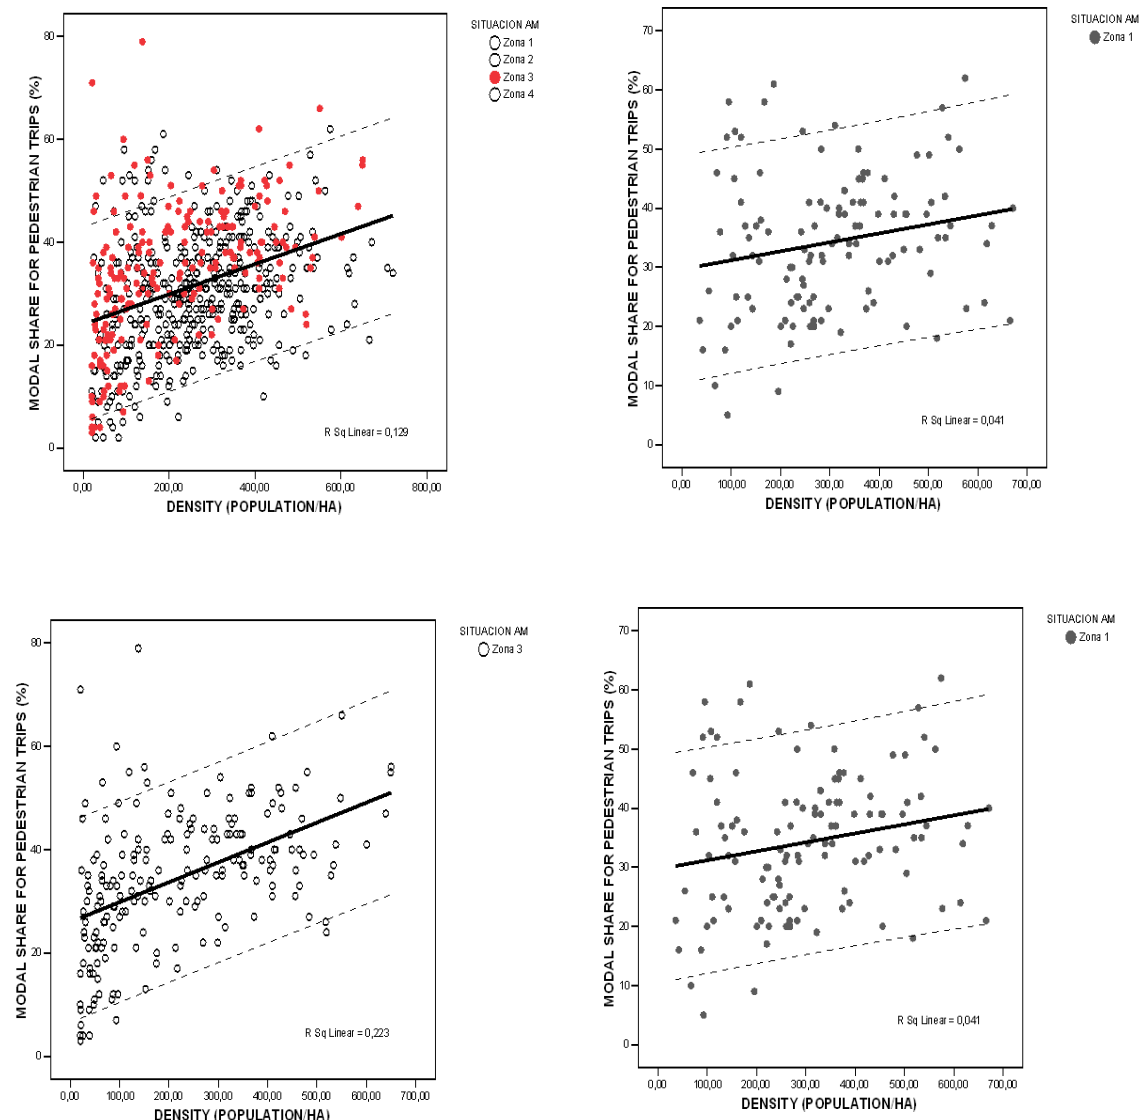 SITUACION AM
Zona 1
Zona 2
Zona 3
Zona 4
MODAL SHARE FOR PEDESTRIAN TRIPS (%)
80
60
40
20
0
R Sq Linear = 0,129
0,00 200,00 400,00 600,00 800,00
DENSITY (POPULATION/HA)
SITUACION AM
Zona 1
MODAL SHARE FOR PEDESTRIAN TRIPS (%)
70
60
50
40
30
20
10
0
R Sq Linear = 0,041
0,00 100,00 200,00 300,00 400,00 500,00 600,00 700,00
DENSITY (POPULATION/HA)
SITUACION AM
Zona 3
MODAL SHARE FOR PEDESTRIAN TRIPS (%)
80
60
40
20
0
R Sq Linear = 0,223
0,00 100,00 200,00 300,00 400,00 500,00 600,00 700,00
DENSITY (POPULATION/HA)
SITUACION AM
Zona 1
MODAL SHARE FOR PEDESTRIAN TRIPS (%)
70
60
50
40
30
20
10
0
R Sq Linear = 0,041
0,00 100,00 200,00 300,00 400,00 500,00 600,00 700,00
DENSITY (POPULATION/HA)